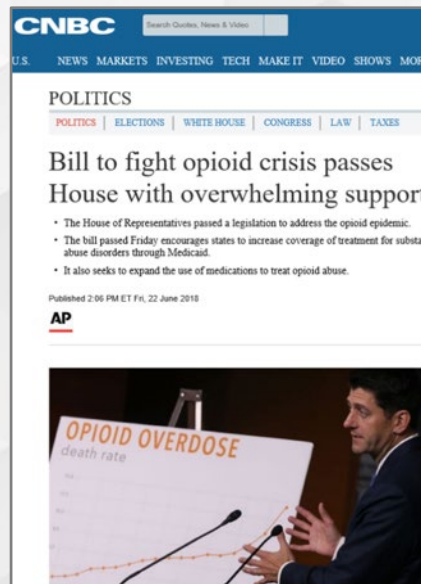 CNBC
Search Quotes, News & Video
U.S. NEWS MARKETS INVESTING TECH MAKE IT VIDEO SHOWS MOR
POLITICS
POLITICS | ELECTIONS | WHITE HOUSE | CONGRESS | LAW | TAXES
Bill to fight opioid crisis passes
House with overwhelming support
• The House of Representatives passed a legislation to address the opioid epidemic.
• The bill passed Friday encourages states to increase coverage of treatment for substa
abuse disorders through Medicaid.
• It also seeks to expand the use of medications to treat opioid abuse.
Published 2:06 PM ET Fri, 22 June 2018
AP
OPIOID OVERDOSE
death rate